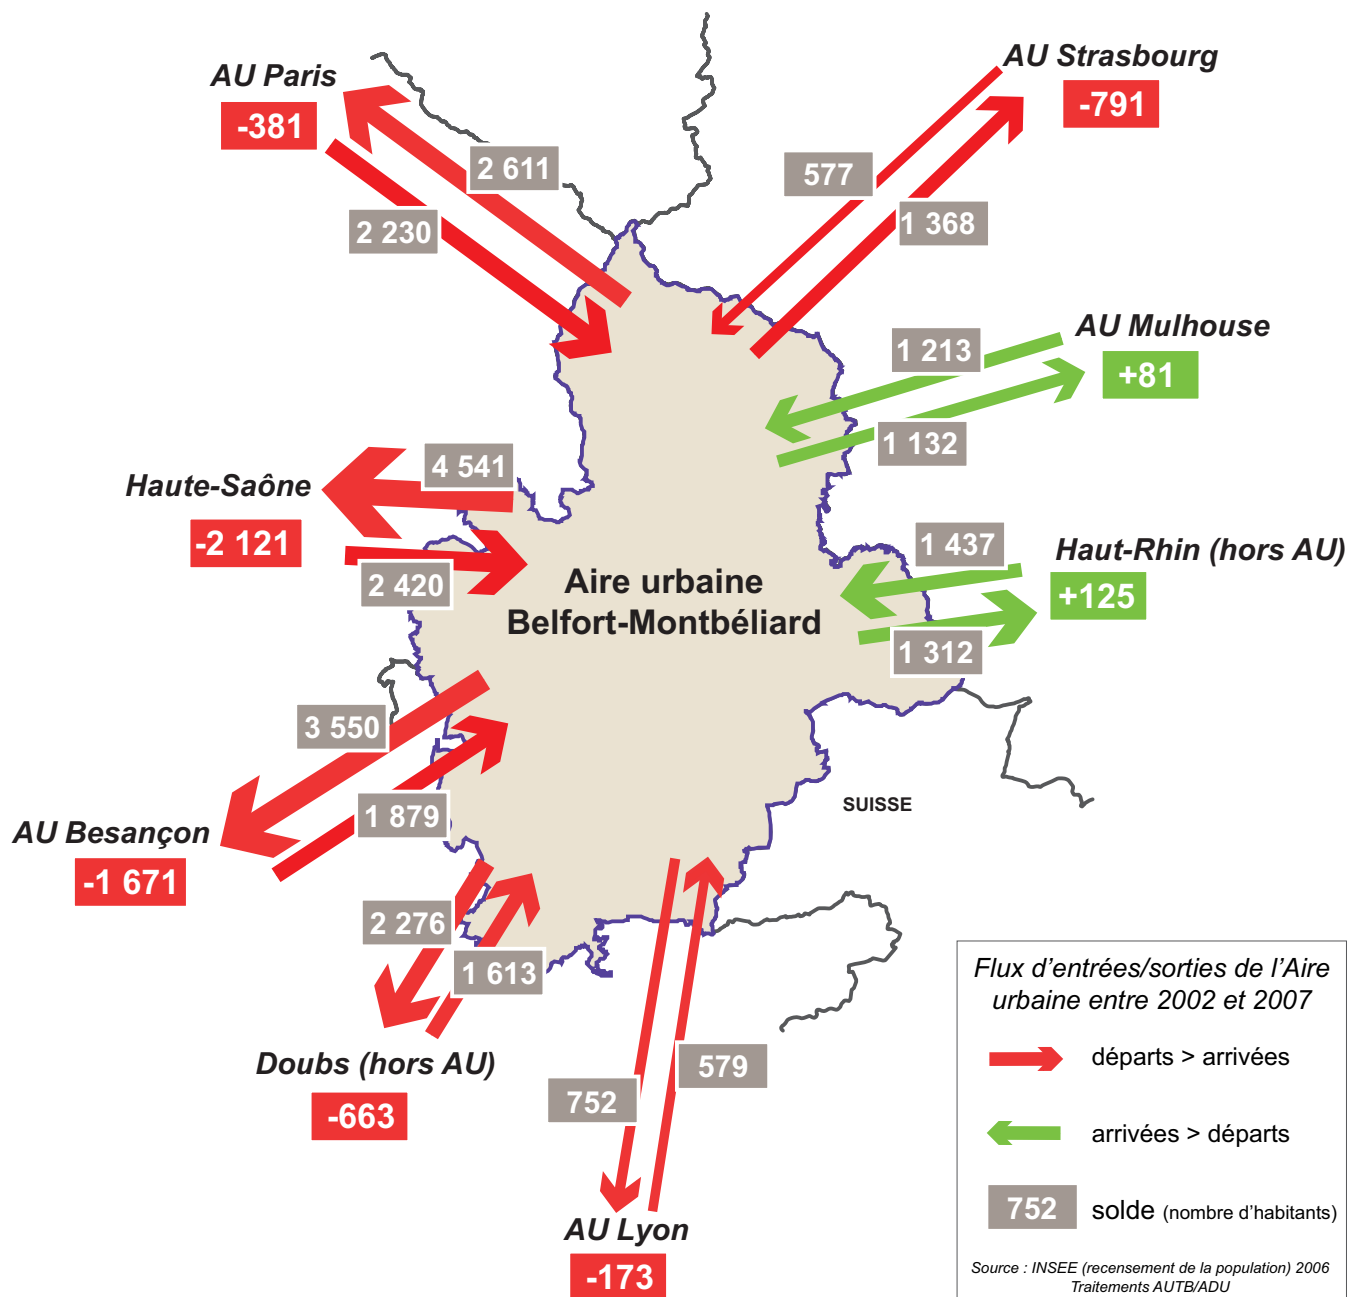 AU Paris
-381
2 611
2 230
AU Strasbourg
-791
577
1 368
AU Mulhouse
+81
1 213
1 132
Haute-Saône
-2 121
4 541
2 420
Aire urbaine
Belfort-Montbéliard
Haut-Rhin (hors AU)
+125
1 437
1 312
3 550
1 879
AU Besançon
-1 671
SUISSE
2 276
1 613
Doubs (hors AU)
-663
752
579
AU Lyon
-173
Flux d’entrées/sorties de l’Aire
urbaine entre 2002 et 2007
départs > arrivées
arrivées > départs
752 solde (nombre d’habitants)
Source : INSEE (recensement de la population) 2006
Traitements AUTB/ADU